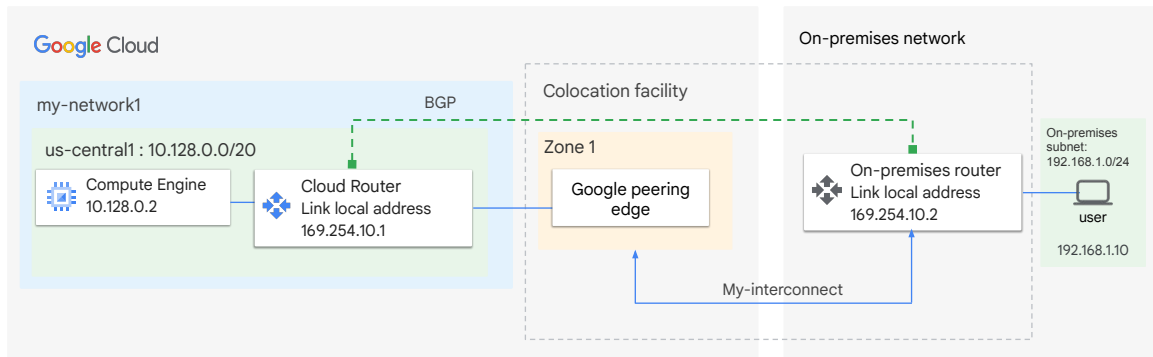 Google Cloud
On-premises network
my-network1
BGP
Colocation facility
us-central1 : 10.128.0.0/20
Compute Engine
10.128.0.2
Cloud Router
Link local address
169.254.10.1
Zone 1
Google peering
edge
On-premises router
Link local address
169.254.10.2
On-premises
subnet:
192.168.1.0/24
user
192.168.1.10
My-interconnect